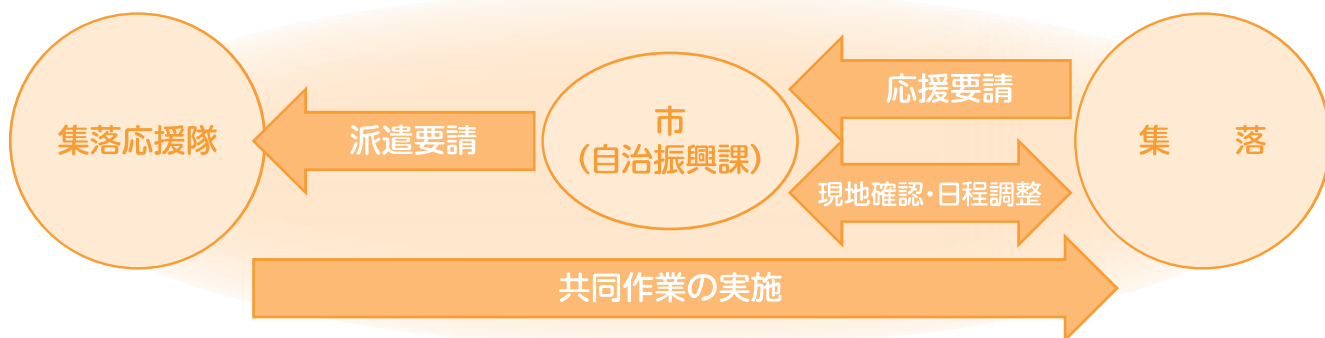 集落応援隊
派遣要請
市
（自治振興課）
応援要請
現地確認・日程調整
集　落
共同作業の実施